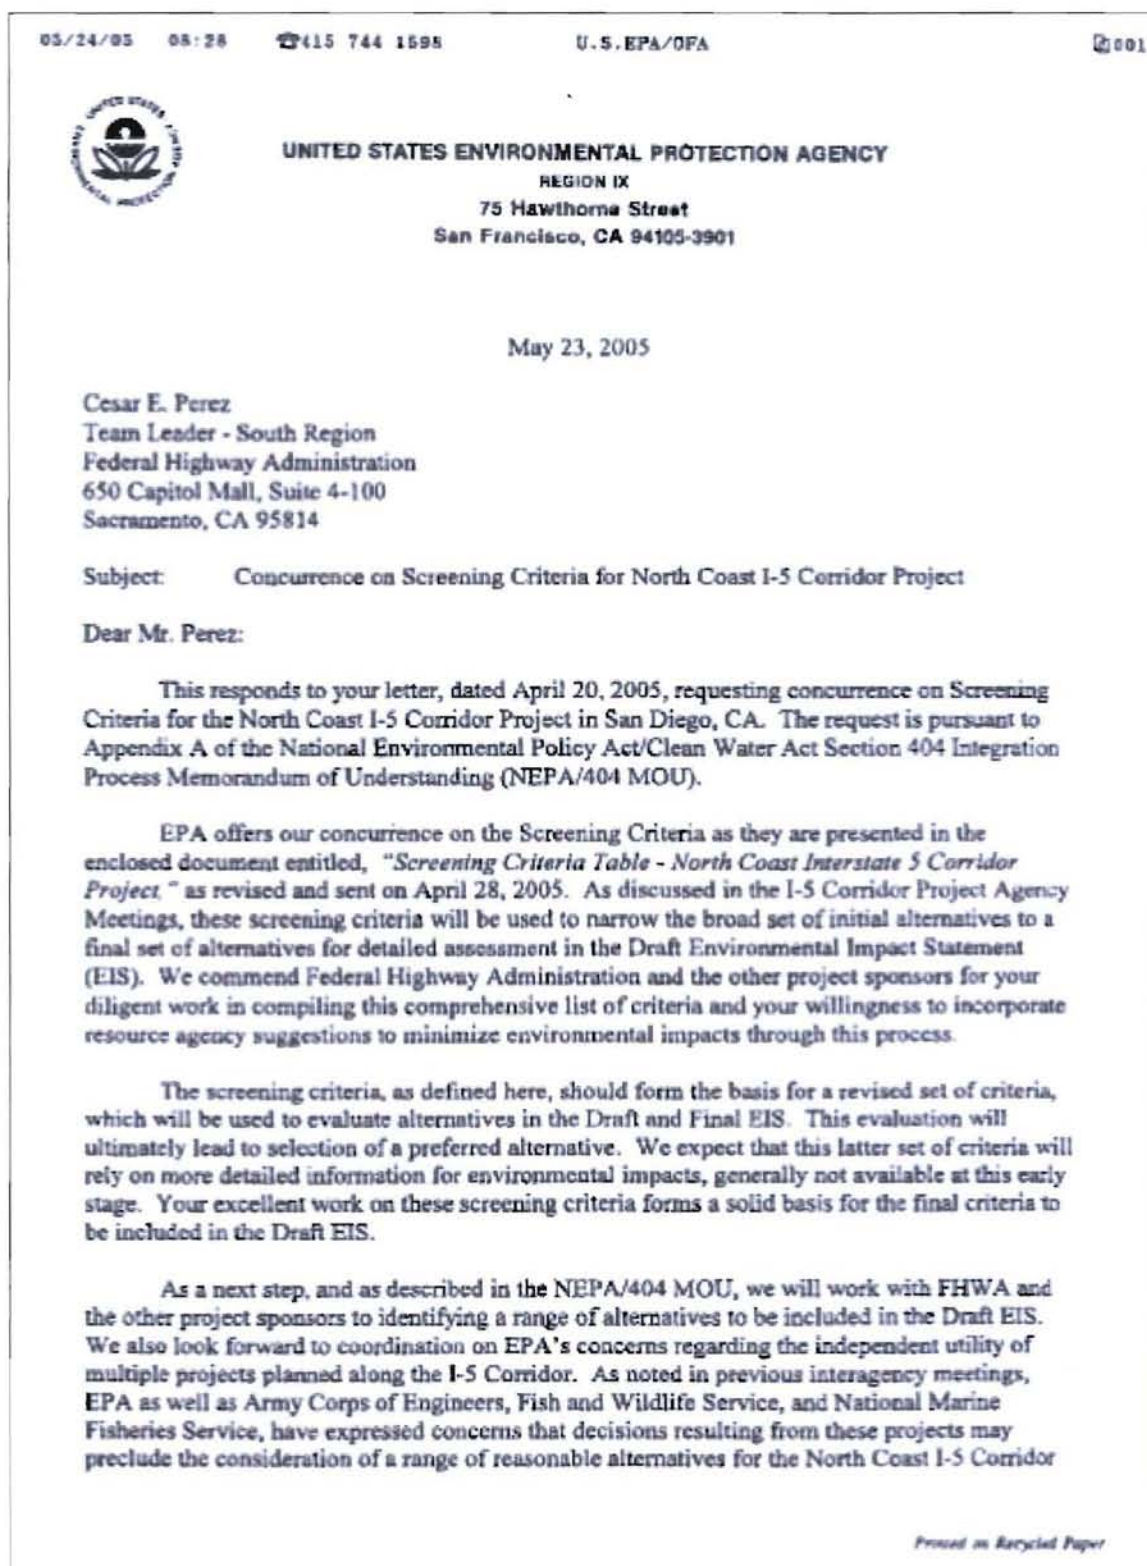 05/24/05 08:28 ☎415 744 1598 U.S.EPA/OFA 001
UNITED STATES ENVIRONMENTAL PROTECTION AGENCY
REGION IX
75 Hawthorne Street
San Francisco, CA 94105-3901
UNITED STATES ENVIRONMENTAL PROTECTION AGENCY
May 23, 2005
Cesar E. Perez
Team Leader - South Region
Federal Highway Administration
650 Capitol Mall, Suite 4-100
Sacramento, CA 95814
Subject: Concurrence on Screening Criteria for North Coast I-5 Corridor Project
Dear Mr. Perez:
This responds to your letter, dated April 20, 2005, requesting concurrence on Screening
Criteria for the North Coast I-5 Corridor Project in San Diego, CA. The request is pursuant to
Appendix A of the National Environmental Policy Act/Clean Water Act Section 404 Integration
Process Memorandum of Understanding (NEPA/404 MOU).
EPA offers our concurrence on the Screening Criteria as they are presented in the
enclosed document entitled, "Screening Criteria Table - North Coast Interstate 5 Corridor
Project," as revised and sent on April 28, 2005. As discussed in the I-5 Corridor Project Agency
Meetings, these screening criteria will be used to narrow the broad set of initial alternatives to a
final set of alternatives for detailed assessment in the Draft Environmental Impact Statement
(EIS). We commend Federal Highway Administration and the other project sponsors for your
diligent work in compiling this comprehensive list of criteria and your willingness to incorporate
resource agency suggestions to minimize environmental impacts through this process.
The screening criteria, as defined here, should form the basis for a revised set of criteria,
which will be used to evaluate alternatives in the Draft and Final EIS. This evaluation will
ultimately lead to selection of a preferred alternative. We expect that this latter set of criteria will
rely on more detailed information for environmental impacts, generally not available at this early
stage. Your excellent work on these screening criteria forms a solid basis for the final criteria to
be included in the Draft EIS.
As a next step, and as described in the NEPA/404 MOU, we will work with FHWA and
the other project sponsors to identifying a range of alternatives to be included in the Draft EIS.
We also look forward to coordination on EPA's concerns regarding the independent utility of
multiple projects planned along the I-5 Corridor. As noted in previous interagency meetings,
EPA as well as Army Corps of Engineers, Fish and Wildlife Service, and National Marine
Fisheries Service, have expressed concerns that decisions resulting from these projects may
preclude the consideration of a range of reasonable alternatives for the North Coast I-5 Corridor
Printed on Recycled Paper